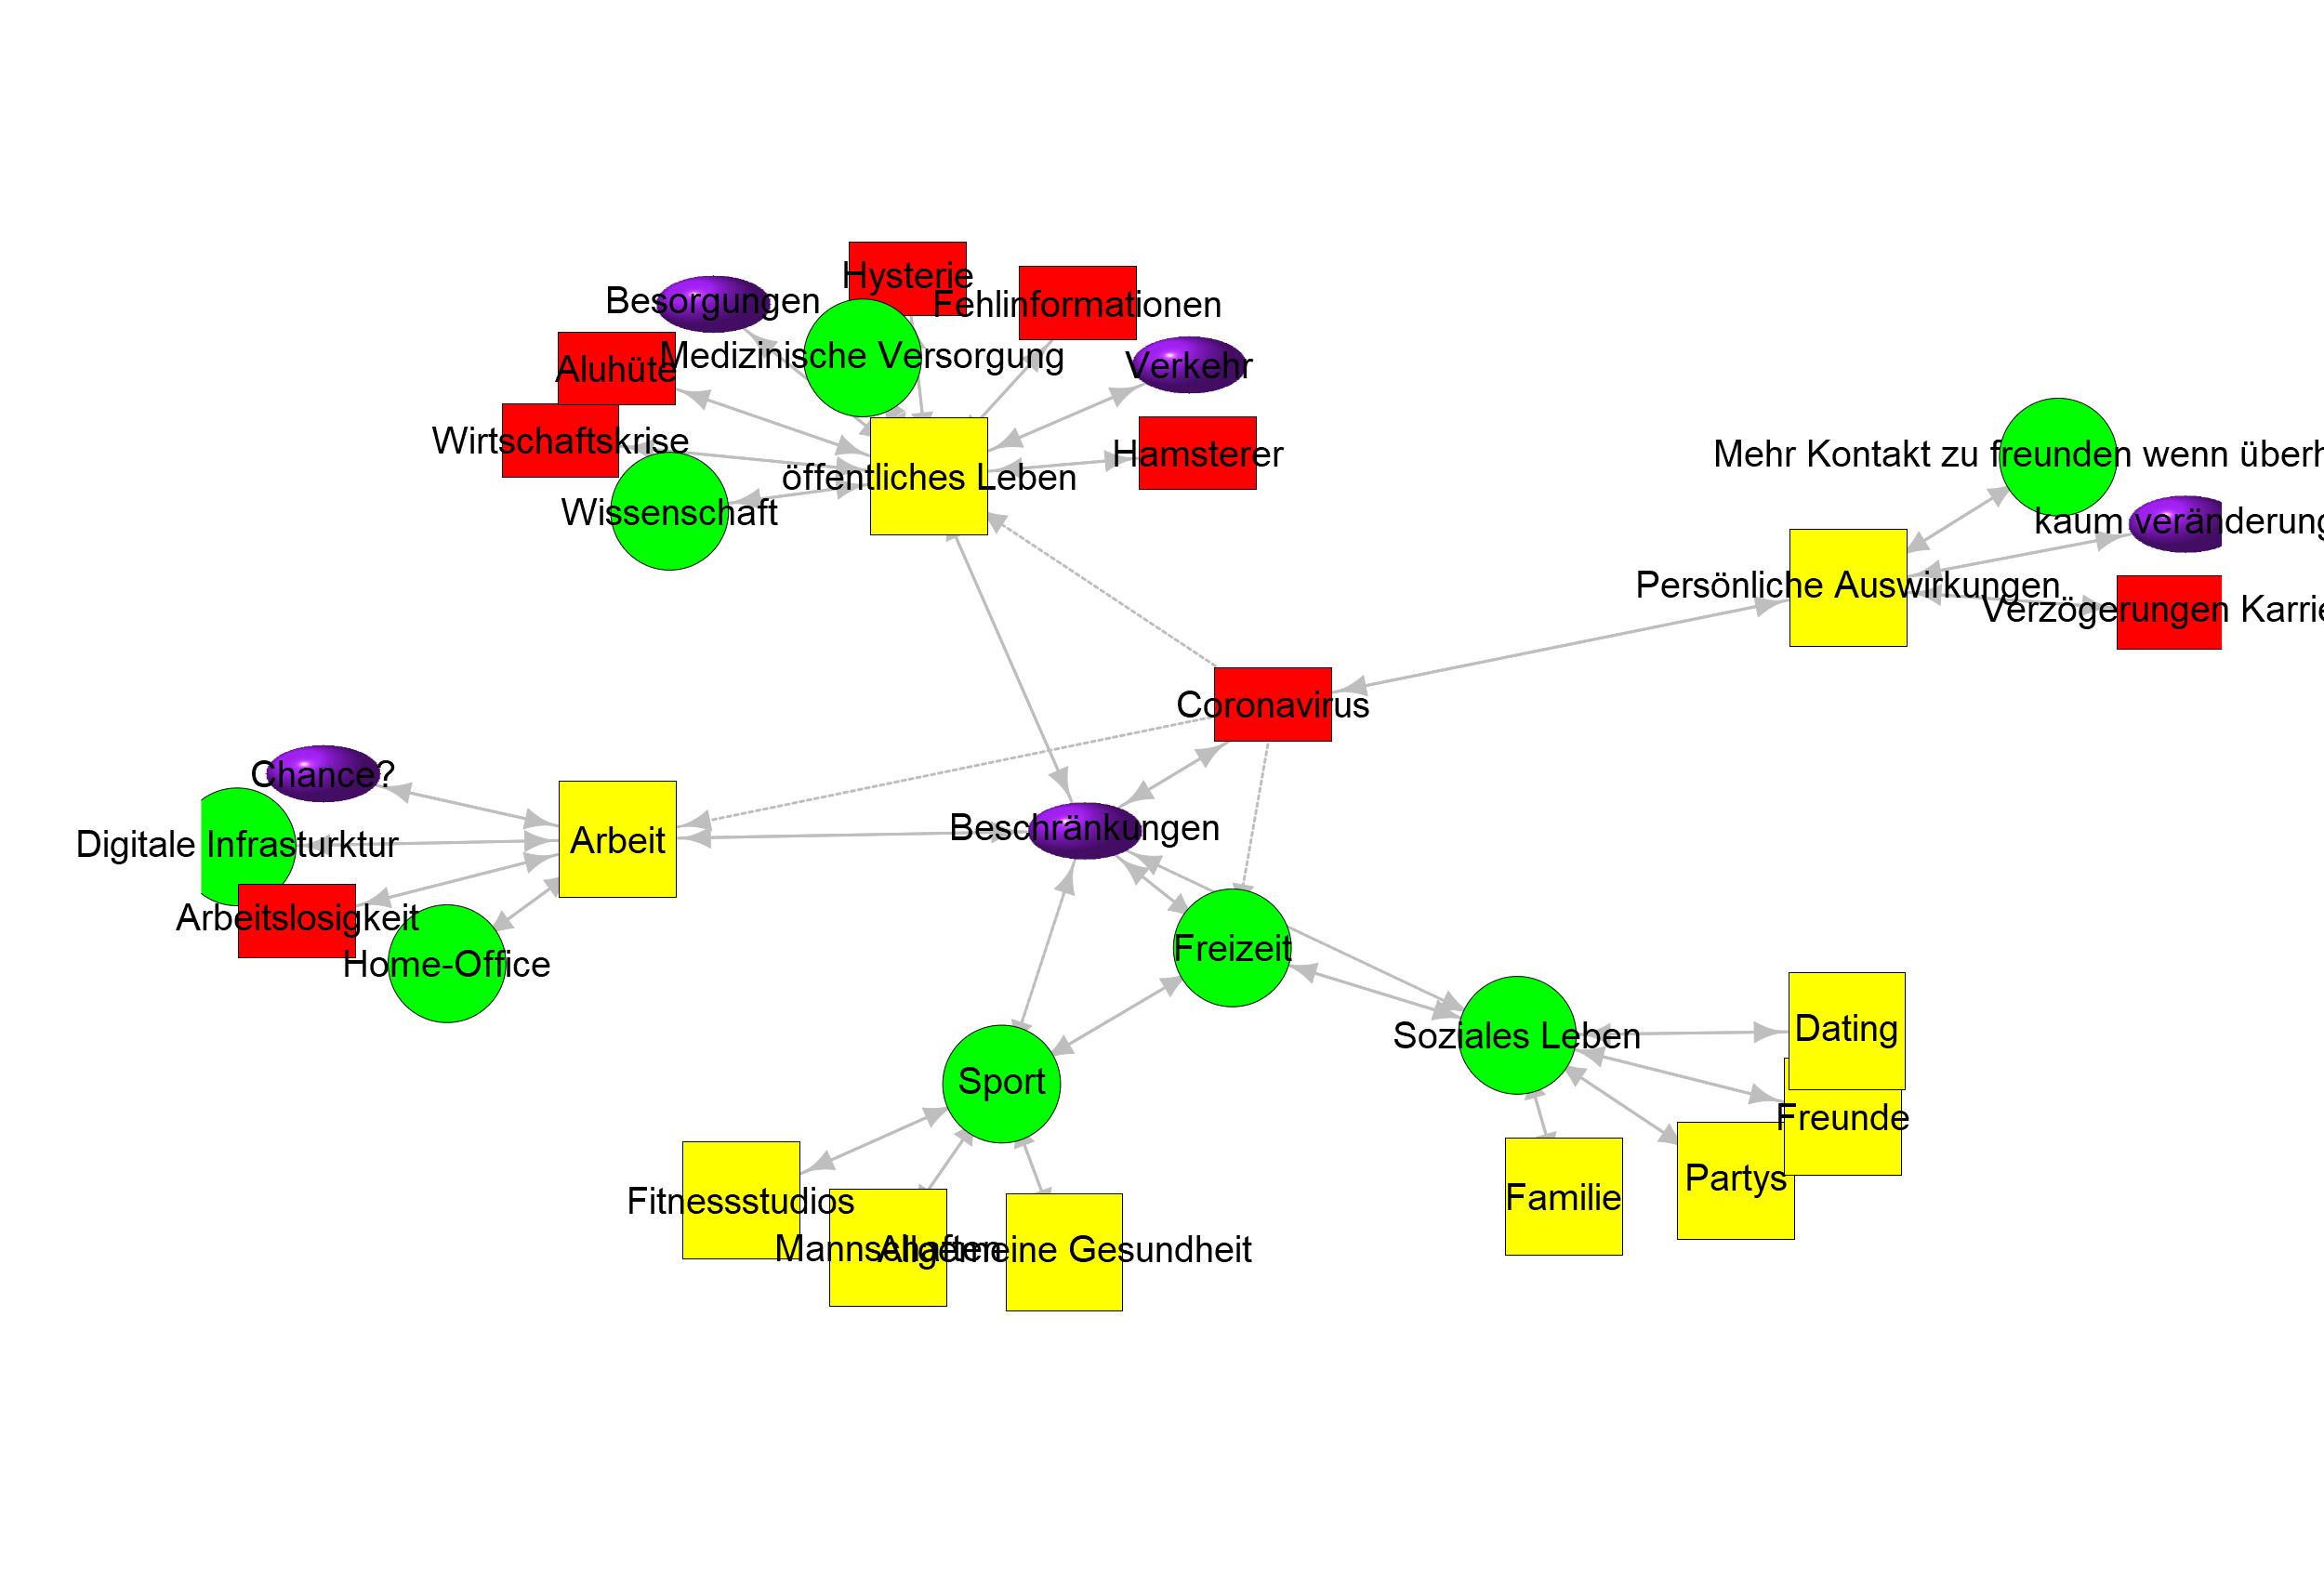 Hysterie
Besorgungen
Fehlinformationen
Medizinische Versorgung
Verkehr
Aluhüte
Wirtschaftskrise
Hamsterer
Mehr Kontakt zu freunden wenn überh
öffentliches Leben
Wissenschaft
kaum veränderung
Persönliche Auswirkungen
Verzögerungen Karrie
Coronavirus
Chance?
Beschränkungen
Digitale Infrasturktur
Arbeit
Arbeitslosigkeit
Freizeit
Home-Office
Dating
Soziales Leben
Sport
Freunde
Partys
Fitnessstudios
Familie
Mannschaften
Allgemeine Gesundheit